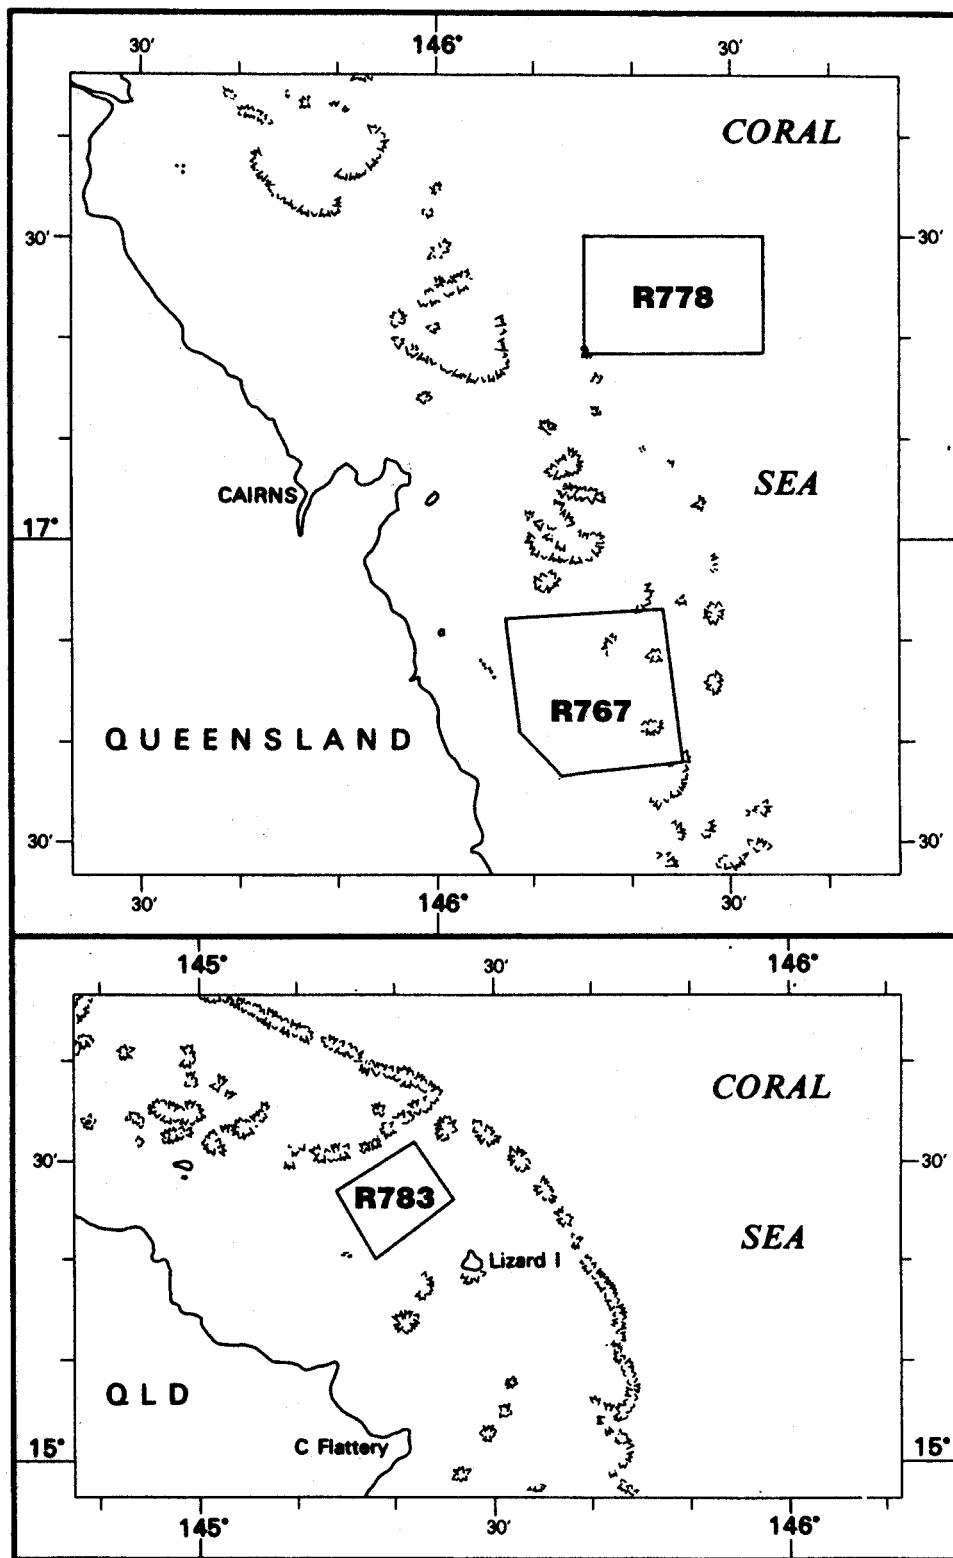 30′ 146° 30′
CORAL
30′ 30′
R778
SEA
CAIRNS
17°
R767
QUEENSLAND
30′ 30′
30′ 146° 30′
145° 30′ 146°
CORAL
30′ 30′
R783
SEA
Lizard I
QLD
C Flattery
15° 15°
145° 30′ 146°